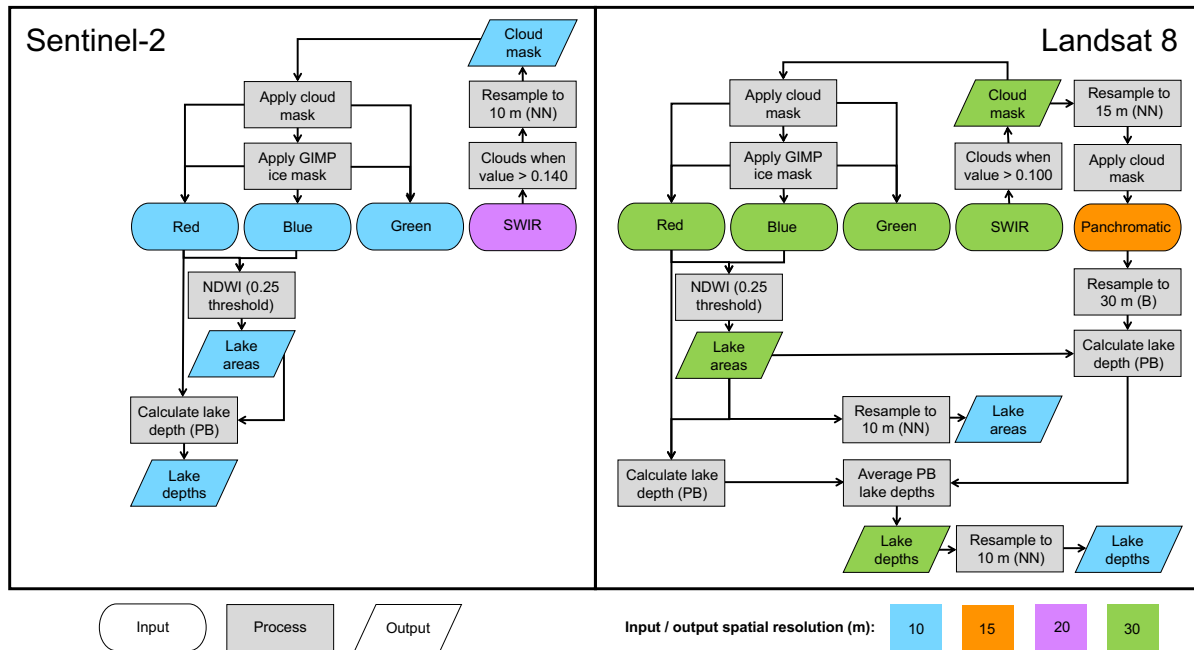 Sentinel-2
Cloud
mask
Apply cloud
mask
Resample to
10 m (NN)
Apply GIMP
ice mask
Clouds when
value > 0.140
Red
Blue
Green
SWIR
NDWI (0.25
threshold)
Lake
areas
Calculate lake
depth (PB)
Lake
depths
Landsat 8
Apply cloud
mask
Cloud
mask
Resample to
15 m (NN)
Apply GIMP
ice mask
Clouds when
value > 0.100
Apply cloud
mask
Red
Blue
Green
SWIR
Panchromatic
NDWI (0.25
threshold)
Resample to
30 m (B)
Lake
areas
Calculate lake
depth (PB)
Resample to
10 m (NN)
Lake
areas
Calculate lake
depth (PB)
Average PB
lake depths
Lake
depths
Resample to
10 m (NN)
Lake
depths
Input
Process
Output
Input / output spatial resolution (m):
10
15
20
30